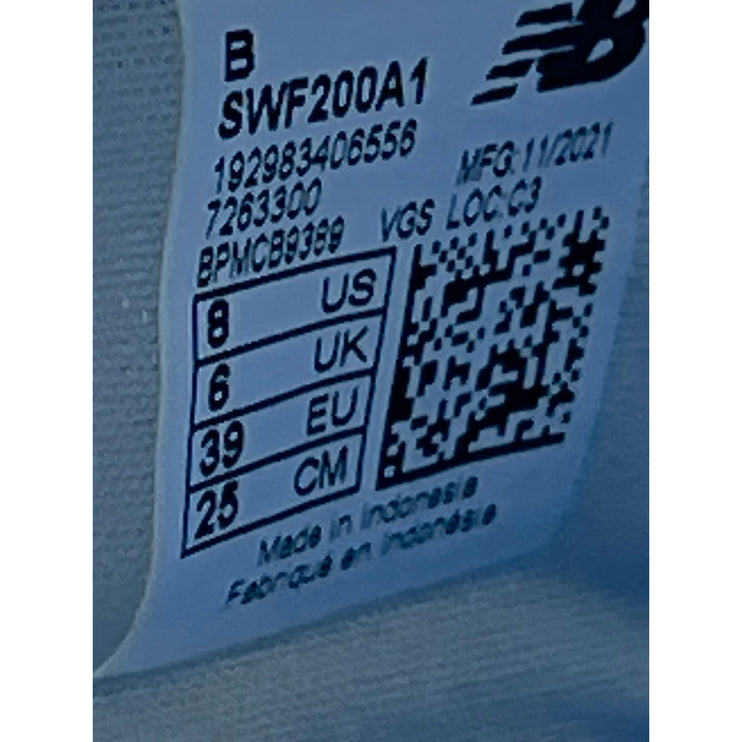 B
SWF200A1
192983406556
7263300
BPMCB9389
MFG:11/2021
VGS LOC:C3
8 US
6 UK
39 EU
25 CM
Made in Indonesia
Fabriqué en Indonésie